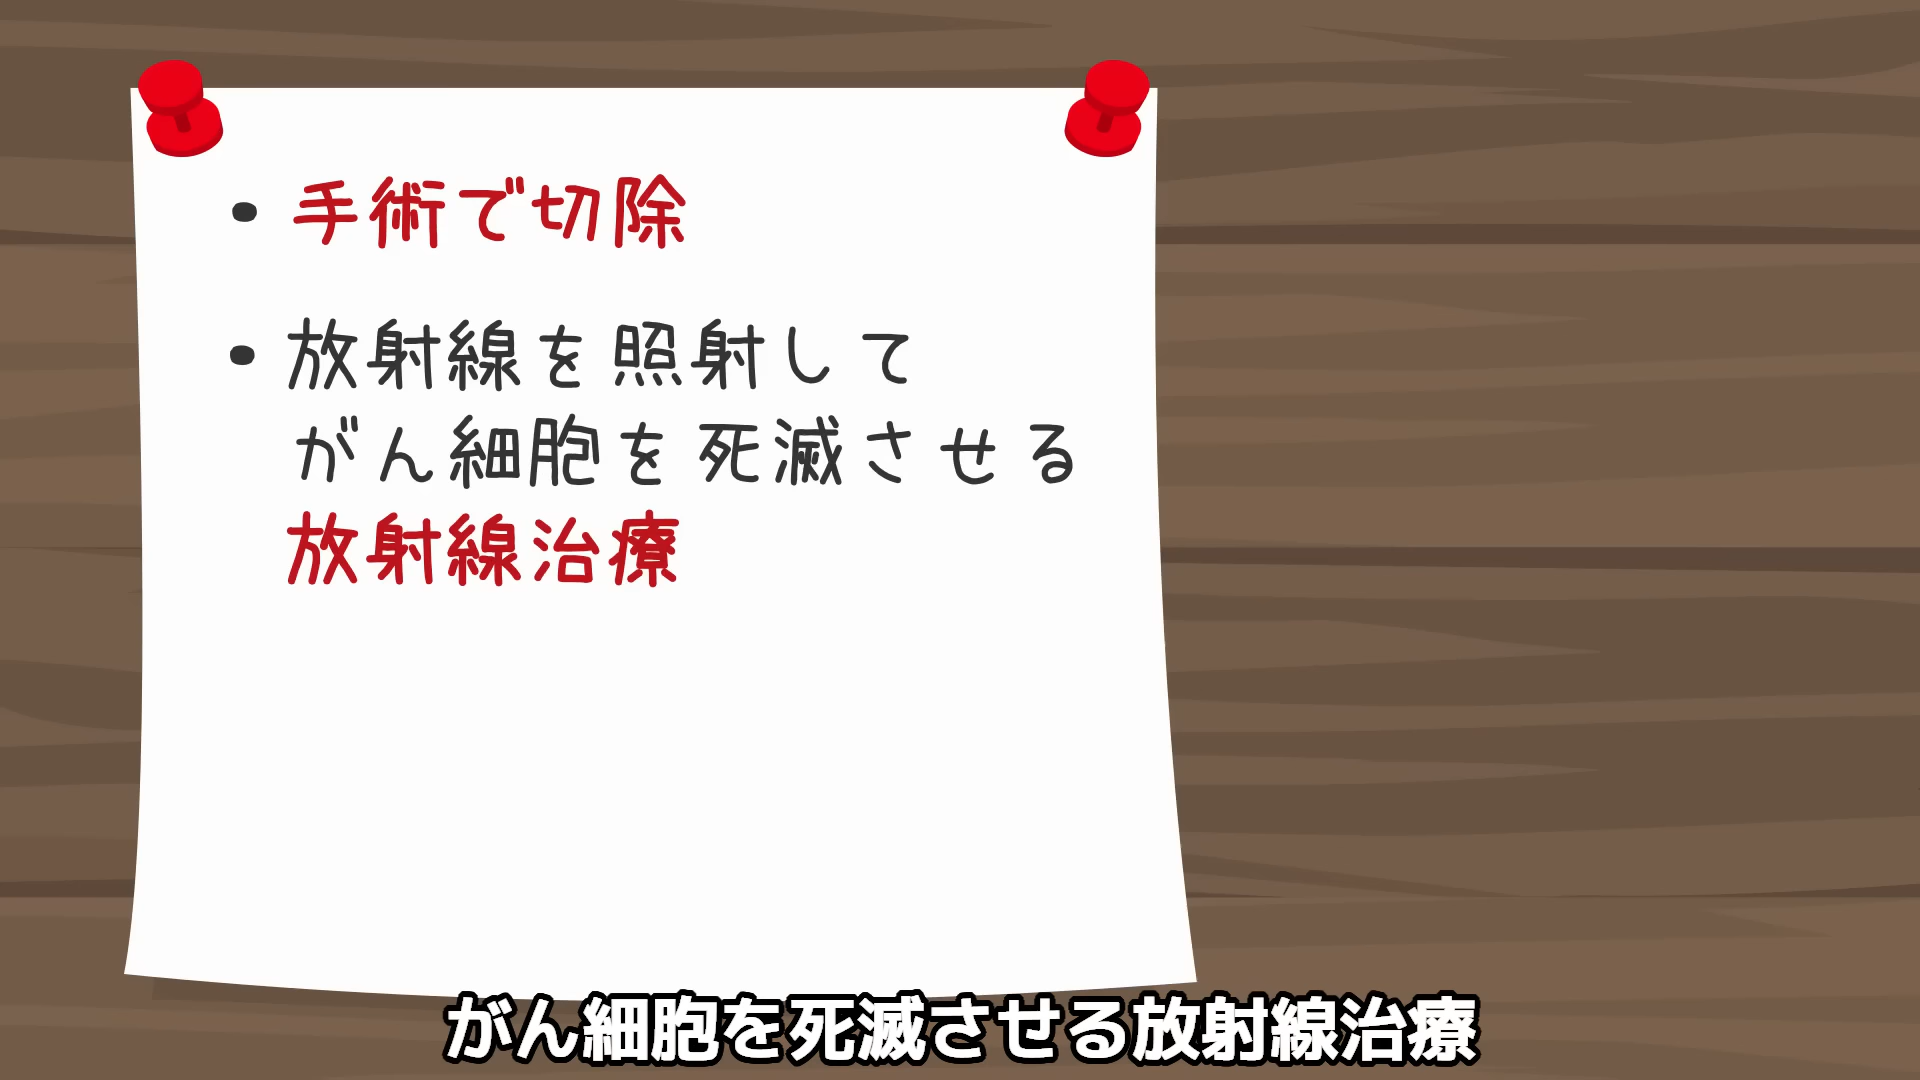 ・手術で切除
・放射線を照射して
がん細胞を死滅させる
放射線治療
がん細胞を死滅させる放射線治療